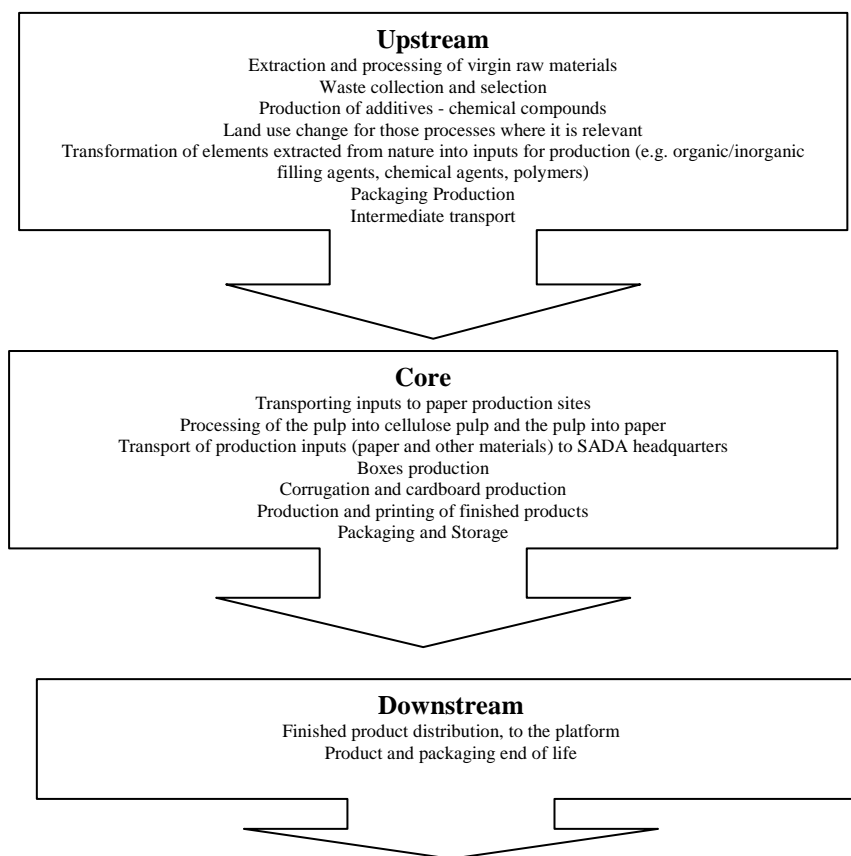 Upstream
Extraction and processing of virgin raw materials
Waste collection and selection
Production of additives - chemical compounds
Land use change for those processes where it is relevant
Transformation of elements extracted from nature into inputs for production (e.g. organic/inorganic
filling agents, chemical agents, polymers)
Packaging Production
Intermediate transport
Core
Transporting inputs to paper production sites
Processing of the pulp into cellulose pulp and the pulp into paper
Transport of production inputs (paper and other materials) to SADA headquarters
Boxes production
Corrugation and cardboard production
Production and printing of finished products
Packaging and Storage
Downstream
Finished product distribution, to the platform
Product and packaging end of life